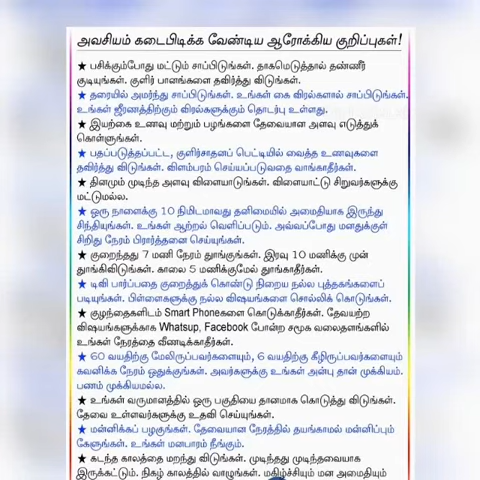 அவசியம் கடைபிடிக்க வேண்டிய ஆரோக்கிய குறிப்புகள்!
★ பசிக்கும்போது மட்டும் சாப்பிடுங்கள். தாகமெடுத்தால் தண்ணீர்
குடியுங்கள். குளிர் பானங்களை தவிர்த்து விடுங்கள்.
★ தரையில் அமர்ந்து சாப்பிடுங்கள். உங்கள் கை விரல்களால் சாப்பிடுங்கள்.
உங்கள் ஜீரணத்திற்கும் விரல்களுக்கும் தொடர்பு உள்ளது.
★ இயற்கை உணவு மற்றும் பழங்களை தேவையான அளவு எடுத்துக்
கொள்ளுங்கள்.
★ பதப்படுத்தப்பட்ட, குளிர்சாதனப் பெட்டியில் வைத்த உணவுகளை
தவிர்த்து விடுங்கள். விளம்பரம் செய்யப்படுவதை வாங்காதீர்கள்.
★ தினமும் முடிந்த அளவு விளையாடுங்கள். விளையாட்டு சிறுவர்களுக்கு
மட்டுமல்ல.
★ ஒரு நாளைக்கு 10 நிமிடமாவது தனிமையில் அமைதியாக இருந்து
சிந்தியுங்கள். உங்கள் ஆற்றல் வெளிப்படும். அவ்வப்போது மனதுக்குள்
சிறிது நேரம் பிரார்த்தனை செய்யுங்கள்.
★ குறைந்தது 7 மணி நேரம் தூங்குங்கள். இரவு 10 மணிக்கு முன்
தூங்கிவிடுங்கள். காலை 5 மணிக்குமேல் தூங்காதீர்கள்.
★ டிவி பார்ப்பதை குறைத்துக் கொண்டு நிறைய நல்ல புத்தகங்களைப்
படியுங்கள். பிள்ளைகளுக்கு நல்ல விஷயங்களை சொல்லிக் கொடுங்கள்.
★ குழந்தைகளிடம் Smart Phoneகளை கொடுக்காதீர்கள். தேவயற்ற
விஷயங்களுக்காக Whatsup, Facebook போன்ற சமூக வலைதளங்களில்
உங்கள் நேரத்தை வீணடிக்காதீர்கள்.
★ 60 வயதிற்கு மேலிருப்பவர்களையும், 6 வயதிற்கு கீழிருப்பவர்களையும்
கவனிக்க நேரம் ஒதுக்குங்கள். அவர்களுக்கு உங்கள் அன்பு தான் முக்கியம்.
பணம் முக்கியமல்ல.
★ உங்கள் வருமானத்தில் ஒரு பகுதியை தானமாக கொடுத்து விடுங்கள்.
தேவை உள்ளவர்களுக்கு உதவி செய்யுங்கள்.
★ மன்னிக்கப் பழகுங்கள். தேவையான நேரத்தில் தயங்காமல் மன்னிப்பும்
கேளுங்கள். உங்கள் மனபாரம் நீங்கும்.
★ கடந்த காலத்தை மறந்து விடுங்கள். முடிந்தது முடிந்தவையாக
இருக்கட்டும். நிகழ் காலத்தில் வாழுங்கள். மகிழ்ச்சியும் மன அமைதியும்